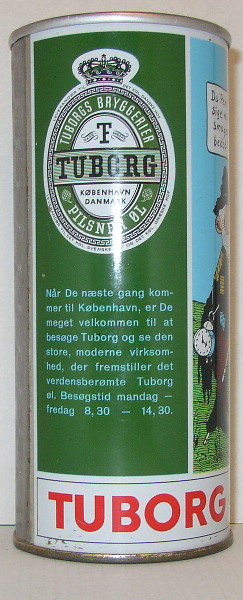 TUBORGS BRYGGERIER
T
TUBORG
KØBENHAVN
DANMARK
PILSNER ØL
Når De næste gang kom-
mer til København, er De
meget velkommen til at
besøge Tuborg og se den
store, moderne virksom-
hed, der fremstiller det
verdensberømte Tuborg
øl. Besøgstid mandag —
fredag 8,30 — 14,30.
TUBORG